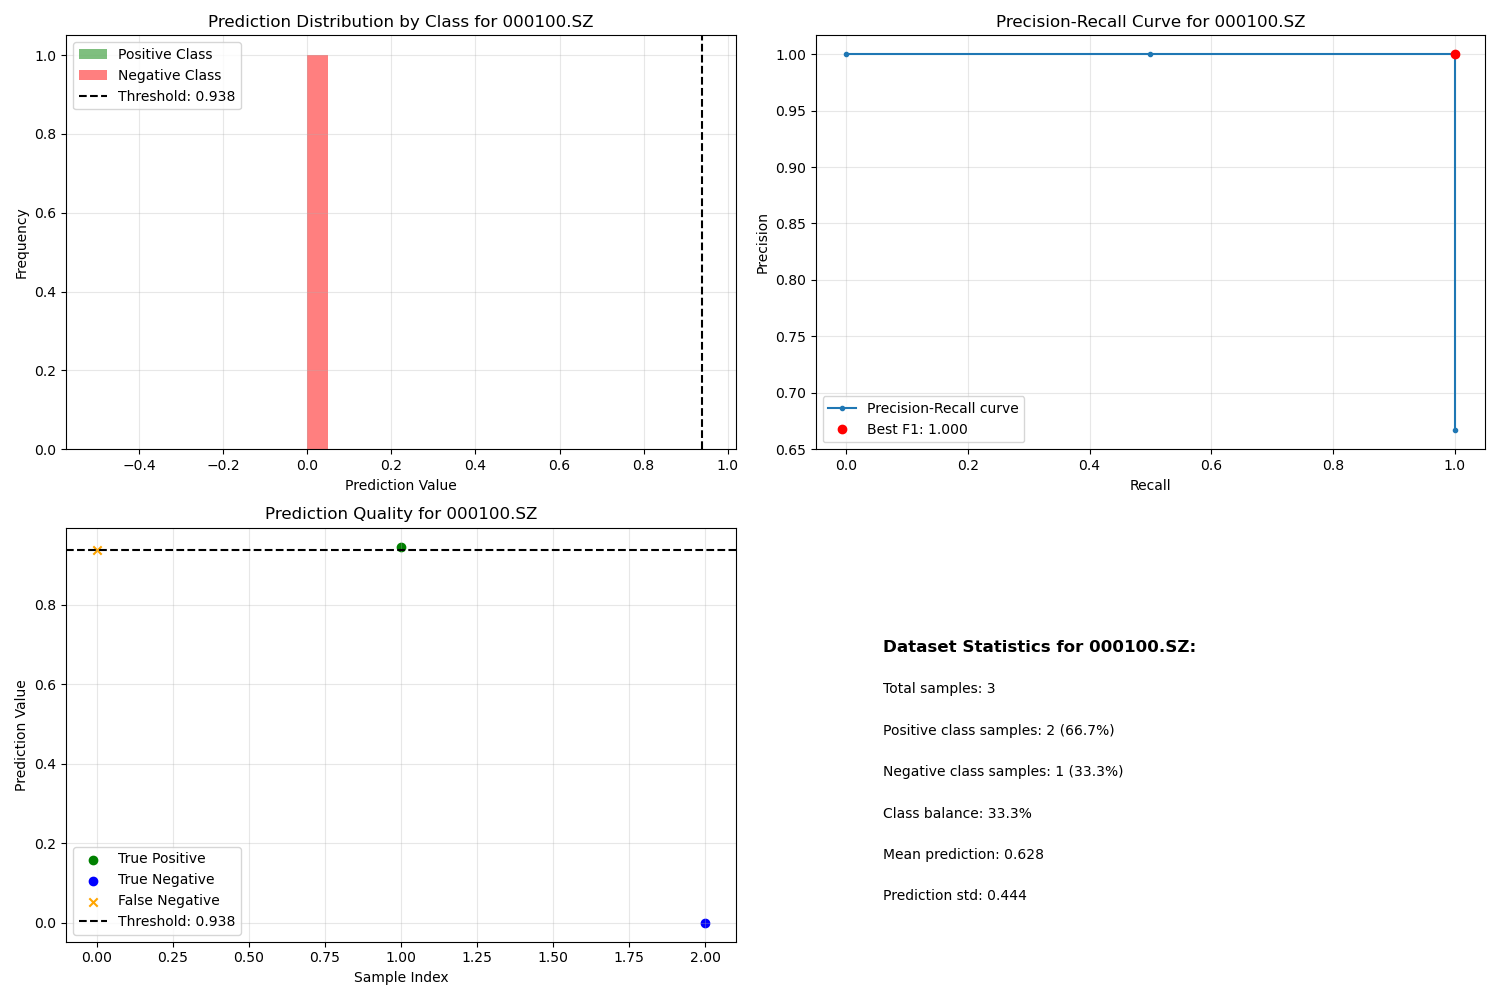 Prediction Distribution by Class for 000100.SZ
Positive Class
Negative Class
Threshold: 0.938
1.0
0.8
0.6
0.4
0.2
0.0
Frequency
−0.4 −0.2 0.0 0.2 0.4 0.6 0.8 1.0
Prediction Value
Precision-Recall Curve for 000100.SZ
1.00
0.95
0.90
0.85
0.80
0.75
0.70
0.65
Precision
Precision-Recall curve
Best F1: 1.000
0.0 0.2 0.4 0.6 0.8 1.0
Recall
Prediction Quality for 000100.SZ
0.8
0.6
0.4
0.2
0.0
Prediction Value
True Positive
True Negative
False Negative
Threshold: 0.938
0.00 0.25 0.50 0.75 1.00 1.25 1.50 1.75 2.00
Sample Index
Dataset Statistics for 000100.SZ:
Total samples: 3
Positive class samples: 2 (66.7%)
Negative class samples: 1 (33.3%)
Class balance: 33.3%
Mean prediction: 0.628
Prediction std: 0.444